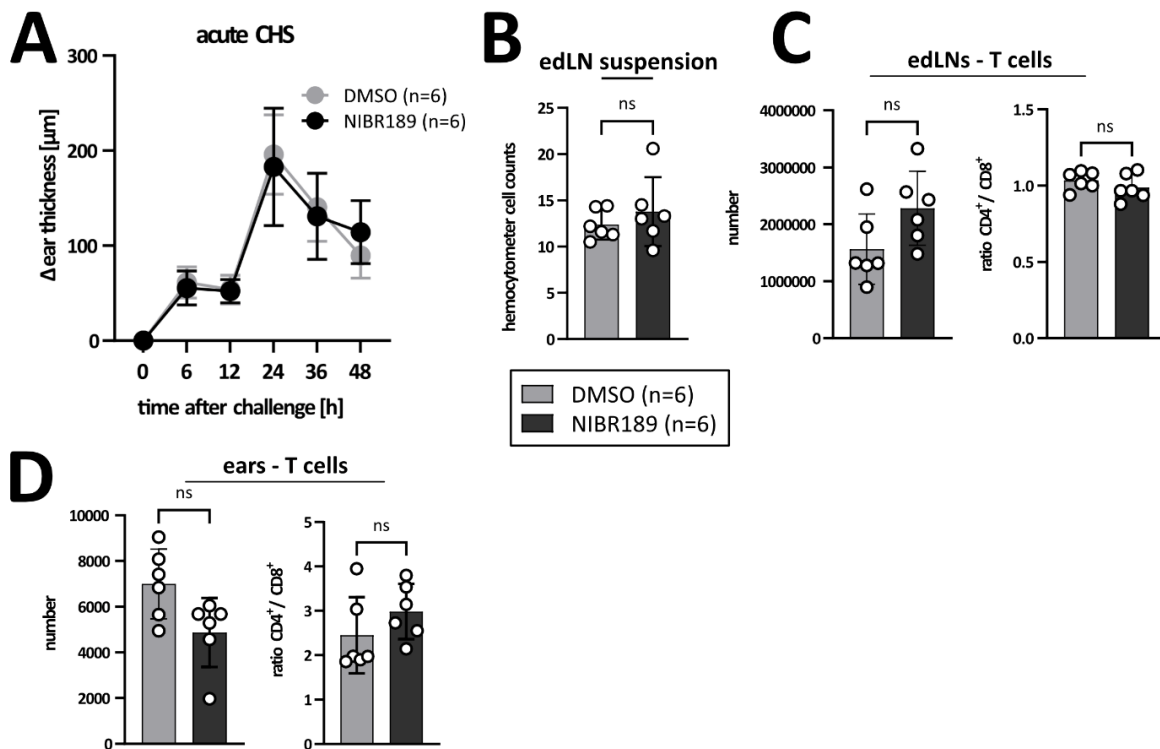 A
acute CHS
Δear thickness [µm]
300
200
100
0
DMSO (n=6)
NIBR189 (n=6)
0 6 12 24 36 48
time after challenge [h]
B
edLN suspension
hemocytometer cell counts
25
20
15
10
5
0
ns
DMSO (n=6)
NIBR189 (n=6)
C
edLNs - T cells
number
4000000
3000000
2000000
1000000
0
ns
ratio CD4⁺/ CD8⁺
1.5
1.0
0.5
0.0
ns
D
ears - T cells
number
10000
8000
6000
4000
2000
0
ns
ratio CD4⁺/ CD8⁺
5
4
3
2
1
0
ns